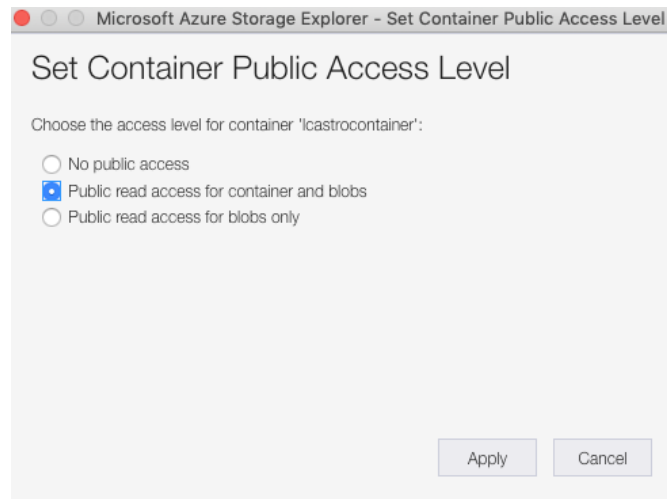 Microsoft Azure Storage Explorer - Set Container Public Access Level
Set Container Public Access Level
Choose the access level for container 'lcastrocontainer':
No public access
Public read access for container and blobs
Public read access for blobs only
Apply Cancel